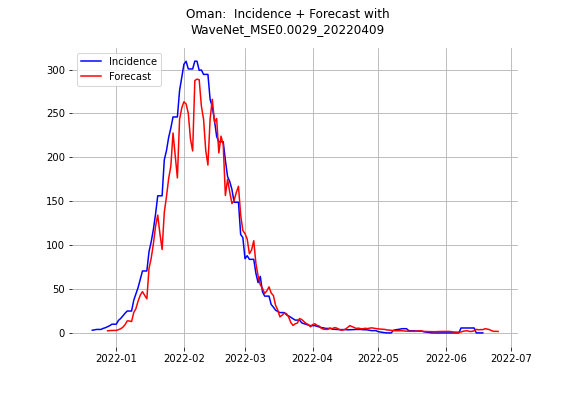 Oman:  Incidence + Forecast with
WaveNet_MSE0.0029_20220409
Incidence
Forecast
300
250
200
150
100
50
0
2022-01 2022-02 2022-03 2022-04 2022-05 2022-06 2022-07